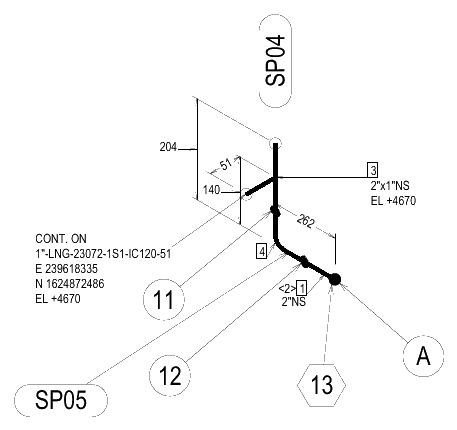 SP04
204
51
3
140
2"x1"NS
EL +4670
262
CONT. ON
1"-LNG-23072-1S1-IC120-51
E 239618335
N 1624872486
EL +4670
4
11
<2>1
2"NS
A
12
13
SP05